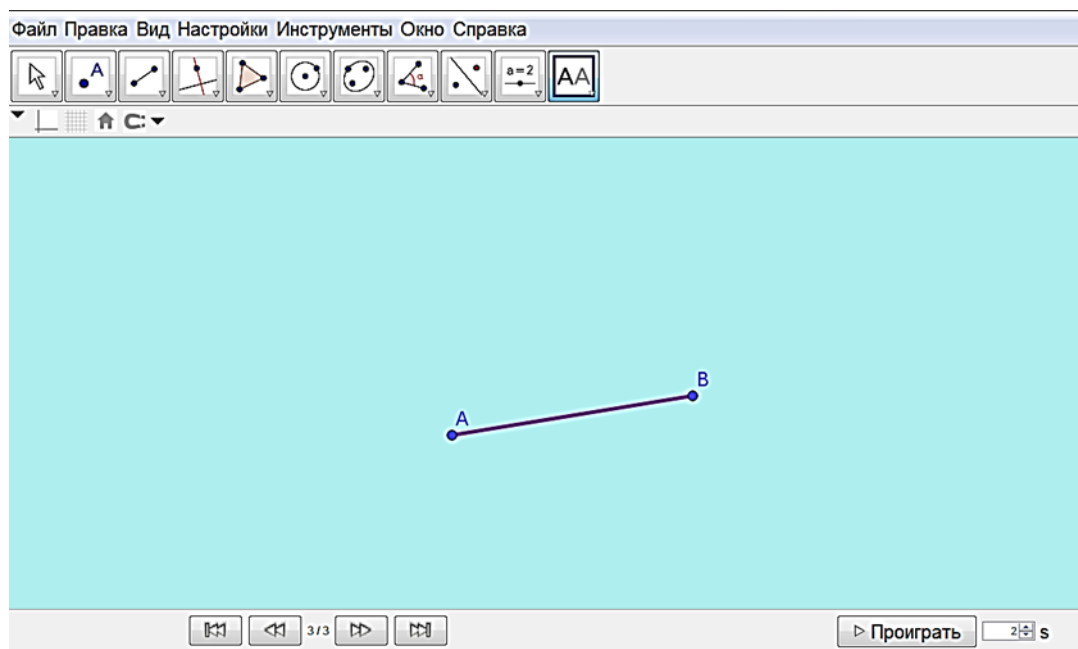 Файл Правка Вид Настройки Инструменты Окно Справка
A α a=2 AA
B
A
3/3 Проиграть 2 s